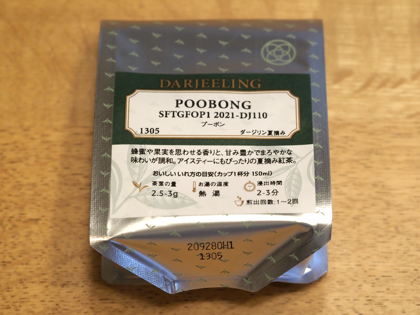 DARJEELING
POOBONG
SFTGFOP1 2021-DJ110
プーボン
1305 ダージリン夏摘み
蜂蜜や果実を思わせる香りと、甘み豊かでまろやかな
味わいが調和。アイスティーにもぴったりの夏摘み紅茶。
おいしいいれ方の目安(カップ1杯分 150ml)
茶葉の量 お湯の温度 浸出時間
2.5-3g 熱湯 2-3分
煎出回数:1〜2回
209280H1
1305